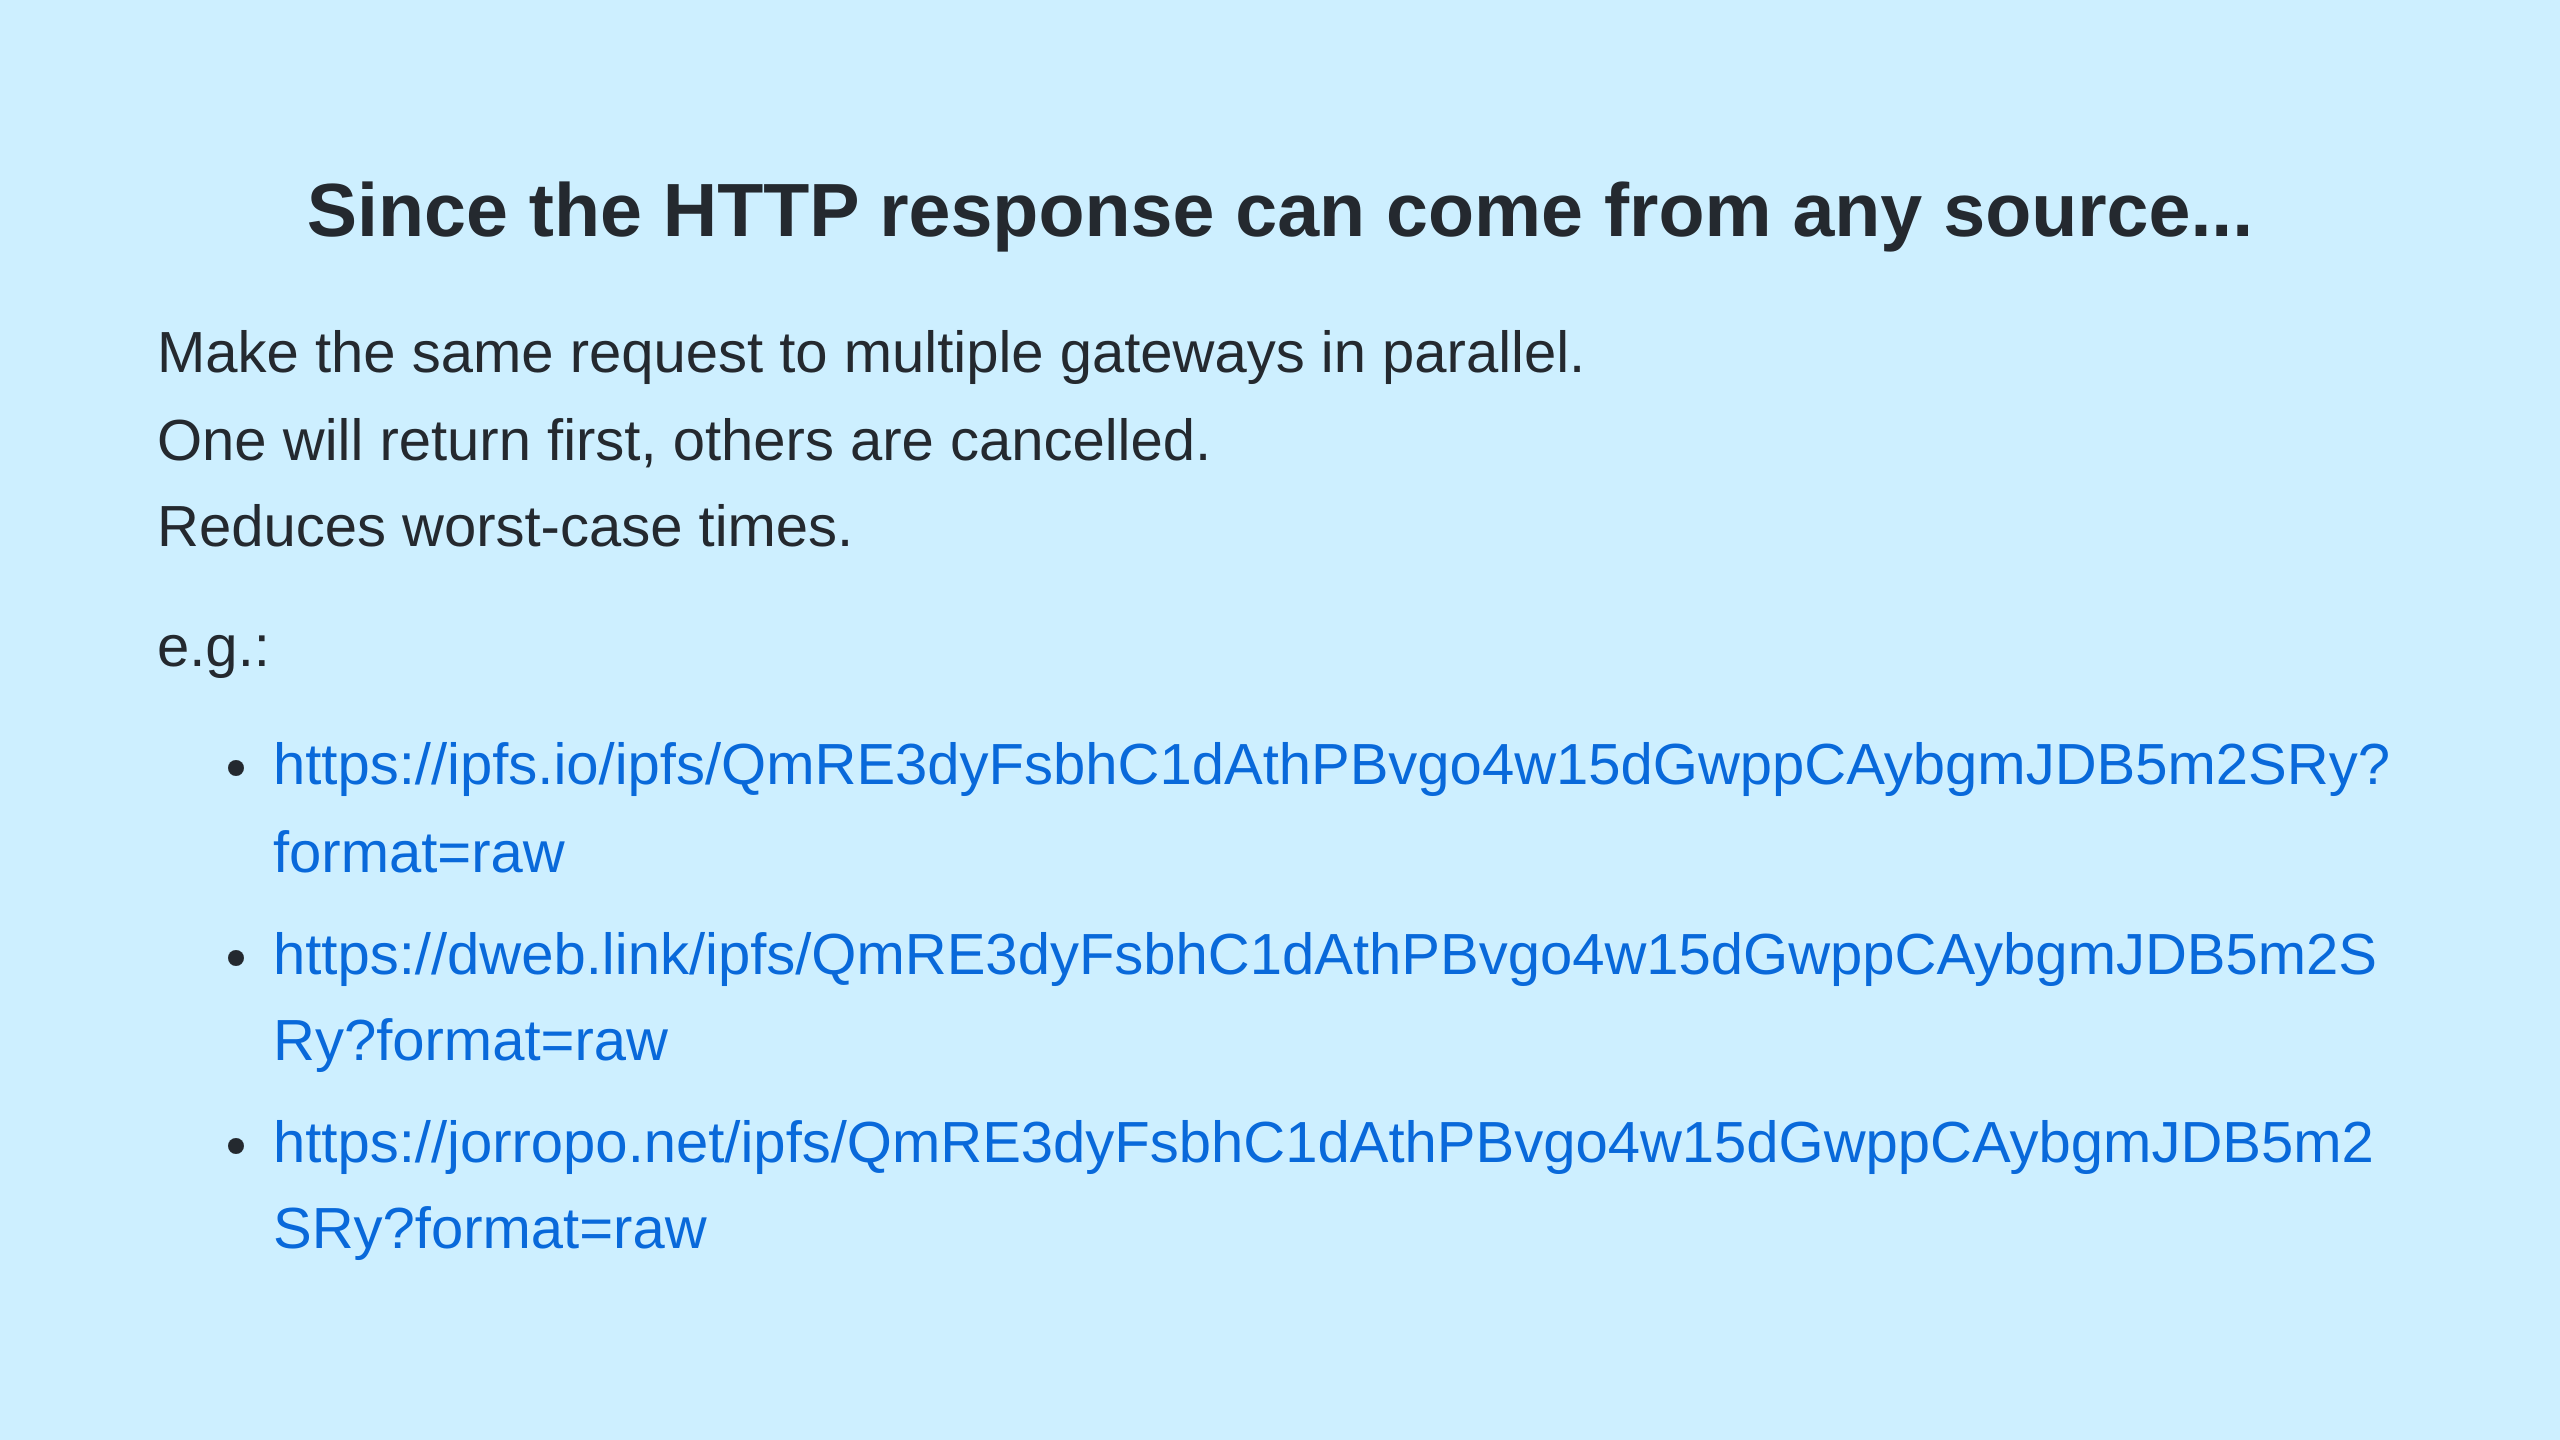 Since the HTTP response can come from any source...
Make the same request to multiple gateways in parallel.
One will return first, others are cancelled.
Reduces worst-case times.
e.g.:
• https://ipfs.io/ipfs/QmRE3dyFsbhC1dAthPBvgo4w15dGwppCAybgmJDB5m2SRy?
format=raw
• https://dweb.link/ipfs/QmRE3dyFsbhC1dAthPBvgo4w15dGwppCAybgmJDB5m2S
Ry?format=raw
• https://jorropo.net/ipfs/QmRE3dyFsbhC1dAthPBvgo4w15dGwppCAybgmJDB5m2
SRy?format=raw